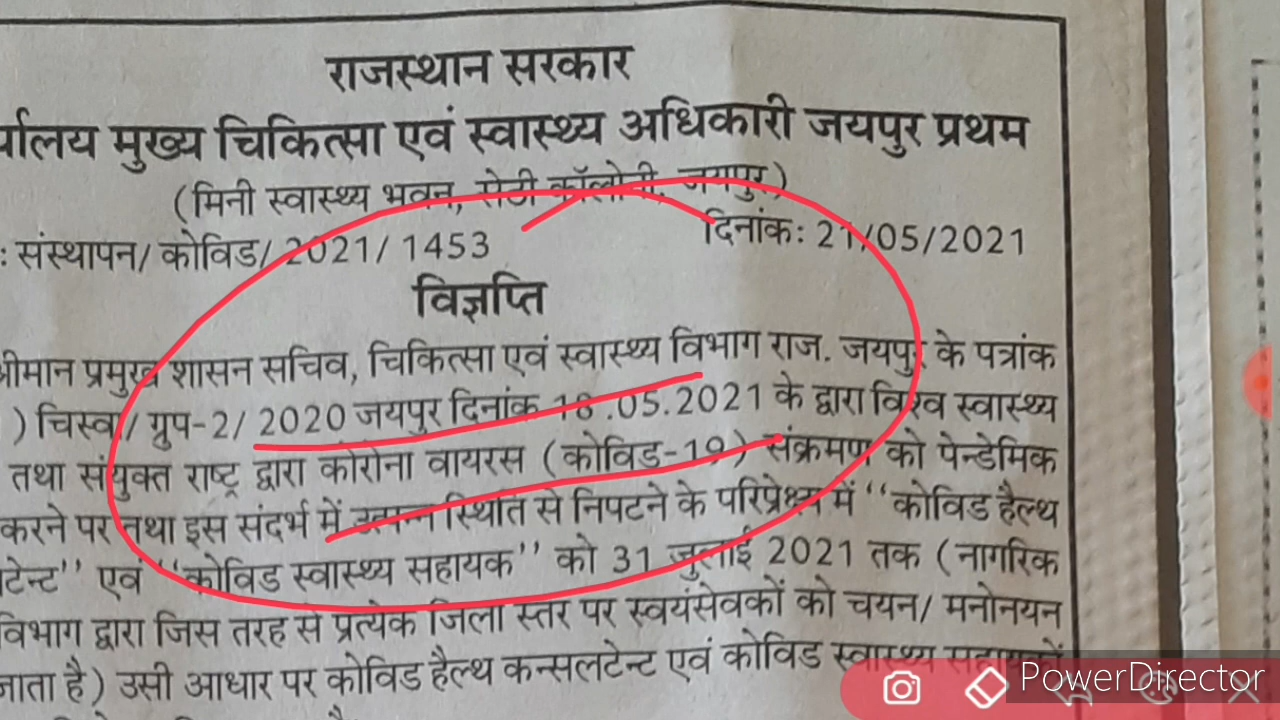 राजस्थान सरकार
र्यालय मुख्य चिकित्सा एवं स्वास्थ्य अधिकारी जयपुर प्रथम
(मिनी स्वास्थ्य भवन, सेठी कॉलोनी, जयपुर)
: संस्थापन/ कोविड/ 2021/ 1453 दिनांक: 21/05/2021
विज्ञप्ति
श्रीमान प्रमुख शासन सचिव, चिकित्सा एवं स्वास्थ्य विभाग राज. जयपुर के पत्रांक
) चिस्वा/ ग्रुप-2/ 2020 जयपुर दिनांक 18.05.2021 के द्वारा विश्व स्वास्थ्य
तथा संयुक्त राष्ट्र द्वारा कोरोना वायरस (कोविड-19) संक्रमण को पेन्डेमिक
करने पर तथा इस संदर्भ में उत्पन्न स्थिति से निपटने के परिप्रेक्ष्य में ‘‘कोविड हैल्थ
टेन्ट’’ एवं ‘‘कोविड स्वास्थ्य सहायक’’ को 31 जुलाई 2021 तक (नागरिक
विभाग द्वारा जिस तरह से प्रत्येक जिला स्तर पर स्वयंसेवकों को चयन/ मनोनयन
जाता है) उसी आधार पर कोविड हैल्थ कन्सलटेन्ट एवं कोविड स्वास्थ्य सहायकों
PowerDirector